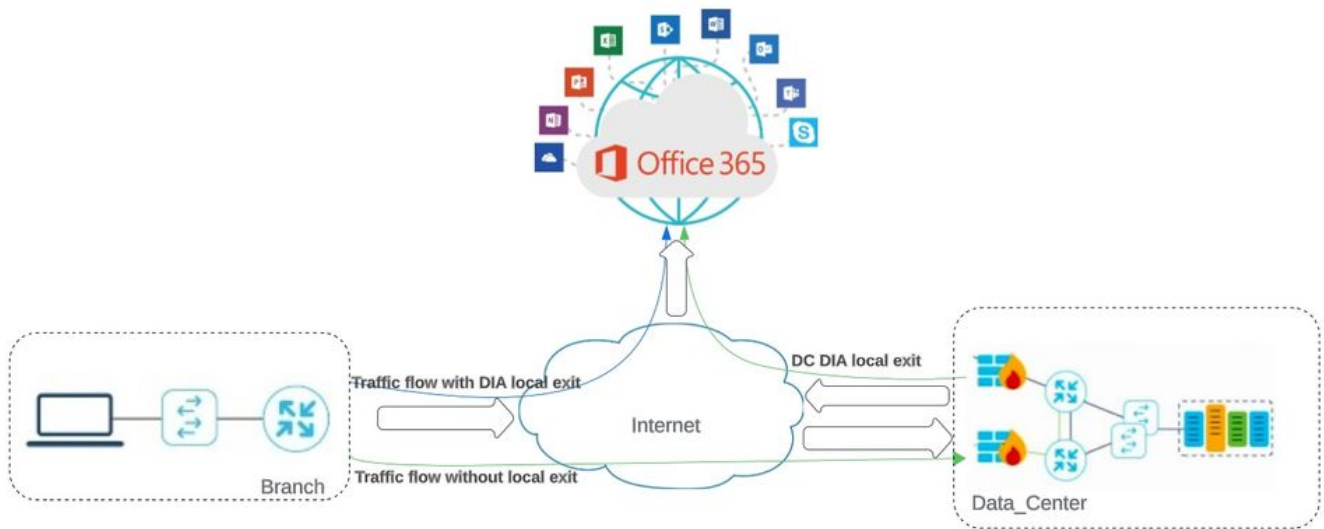 Office 365
DC DIA local exit
Traffic flow with DIA local exit
Internet
Traffic flow without local exit
Branch
Data_Center